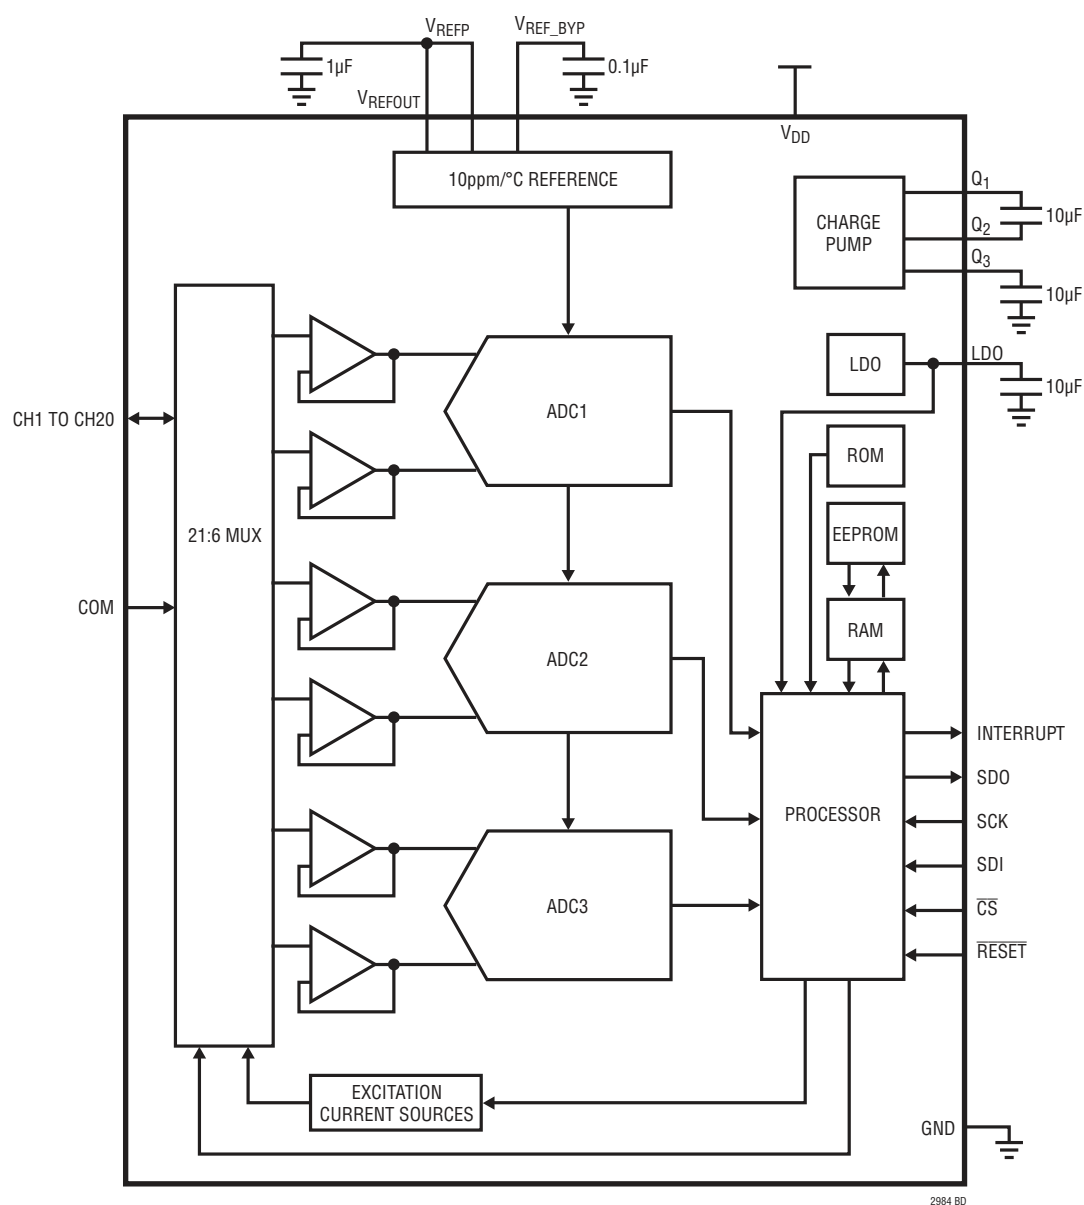 VREFP
VREF_BYP
1µF
0.1µF
VREFOUT
VDD
10ppm/°C REFERENCE
Q1
CHARGE
PUMP
10µF
Q2
Q3
10µF
LDO
LDO
10µF
CH1 TO CH20
ADC1
ROM
21:6 MUX
EEPROM
COM
RAM
ADC2
INTERRUPT
SDO
PROCESSOR
SCK
SDI
ADC3
CS
RESET
EXCITATION
CURRENT SOURCES
GND
2984 BD